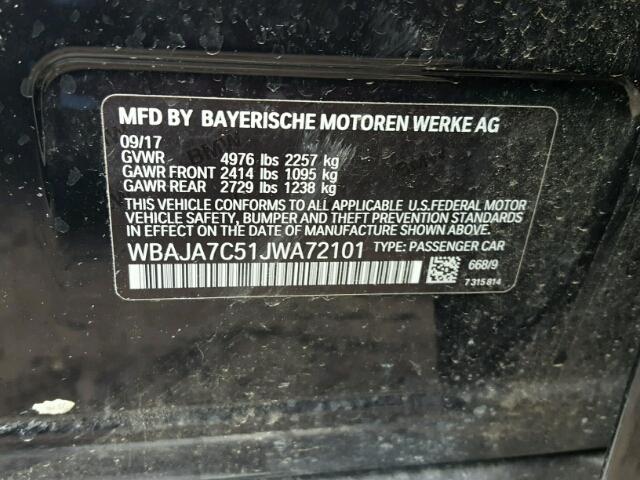 MFD BY BAYERISCHE MOTOREN WERKE AG
09/17
GVWR 4976 lbs 2257 kg
GAWR FRONT 2414 lbs 1095 kg
GAWR REAR 2729 lbs 1238 kg
THIS VEHICLE CONFORMS TO ALL APPLICABLE U.S.FEDERAL MOTOR
VEHICLE SAFETY, BUMPER AND THEFT PREVENTION STANDARDS
IN EFFECT ON THE DATE OF MANUFACTURE SHOWN ABOVE.
WBAJA7C51JWA72101 TYPE: PASSENGER CAR
668/9
7 315 814